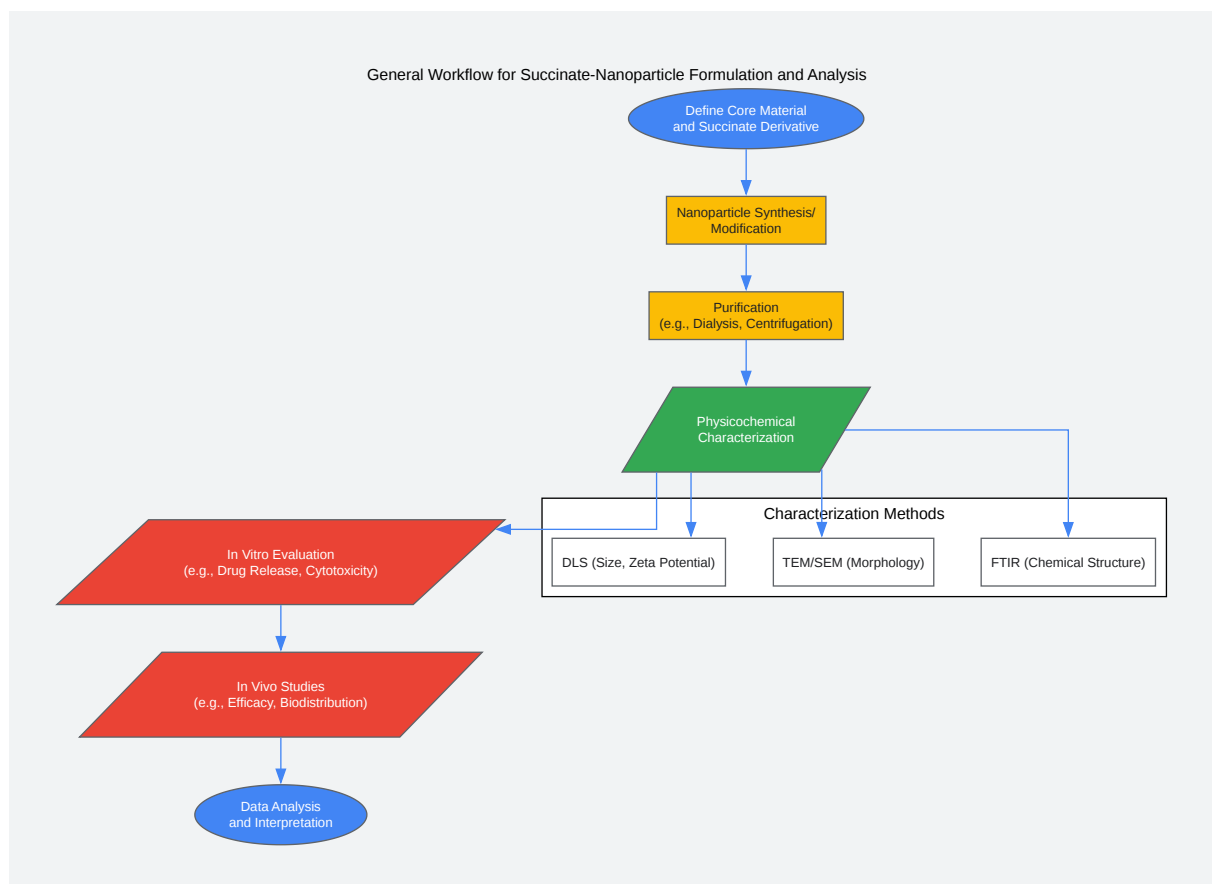 General Workflow for Succinate-Nanoparticle Formulation and Analysis
Define Core Material
and Succinate Derivative
Nanoparticle Synthesis/
Modification
Purification
(e.g., Dialysis, Centrifugation)
Physicochemical
Characterization
Characterization Methods
DLS (Size, Zeta Potential)
TEM/SEM (Morphology)
FTIR (Chemical Structure)
In Vitro Evaluation
(e.g., Drug Release, Cytotoxicity)
In Vivo Studies
(e.g., Efficacy, Biodistribution)
Data Analysis
and Interpretation